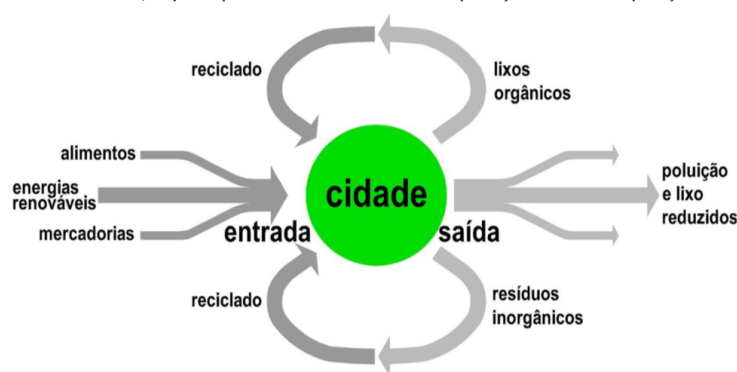 reciclado
lixos
orgânicos
alimentos
energias
renováveis
mercadorias
cidade
entrada
saída
poluição
e lixo
reduzidos
reciclado
resíduos
inorgânicos